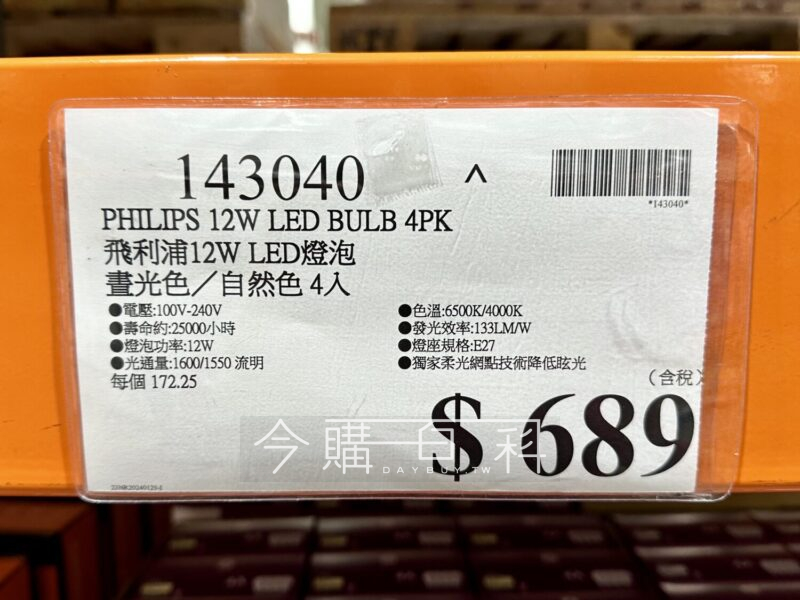 143040
^
*143040*
PHILIPS 12W LED BULB 4PK
飛利浦12W LED燈泡
晝光色／自然色 4入
●電壓:100V-240V
●壽命約:25000小時
●燈泡功率:12W
●光通量:1600/1550 流明
●色溫:6500K/4000K
●發光效率:133LM/W
●燈座規格:E27
●獨家柔光網點技術降低眩光
每個 172.25
(含稅)
$ 689
今購百科
DAYBUY.TW